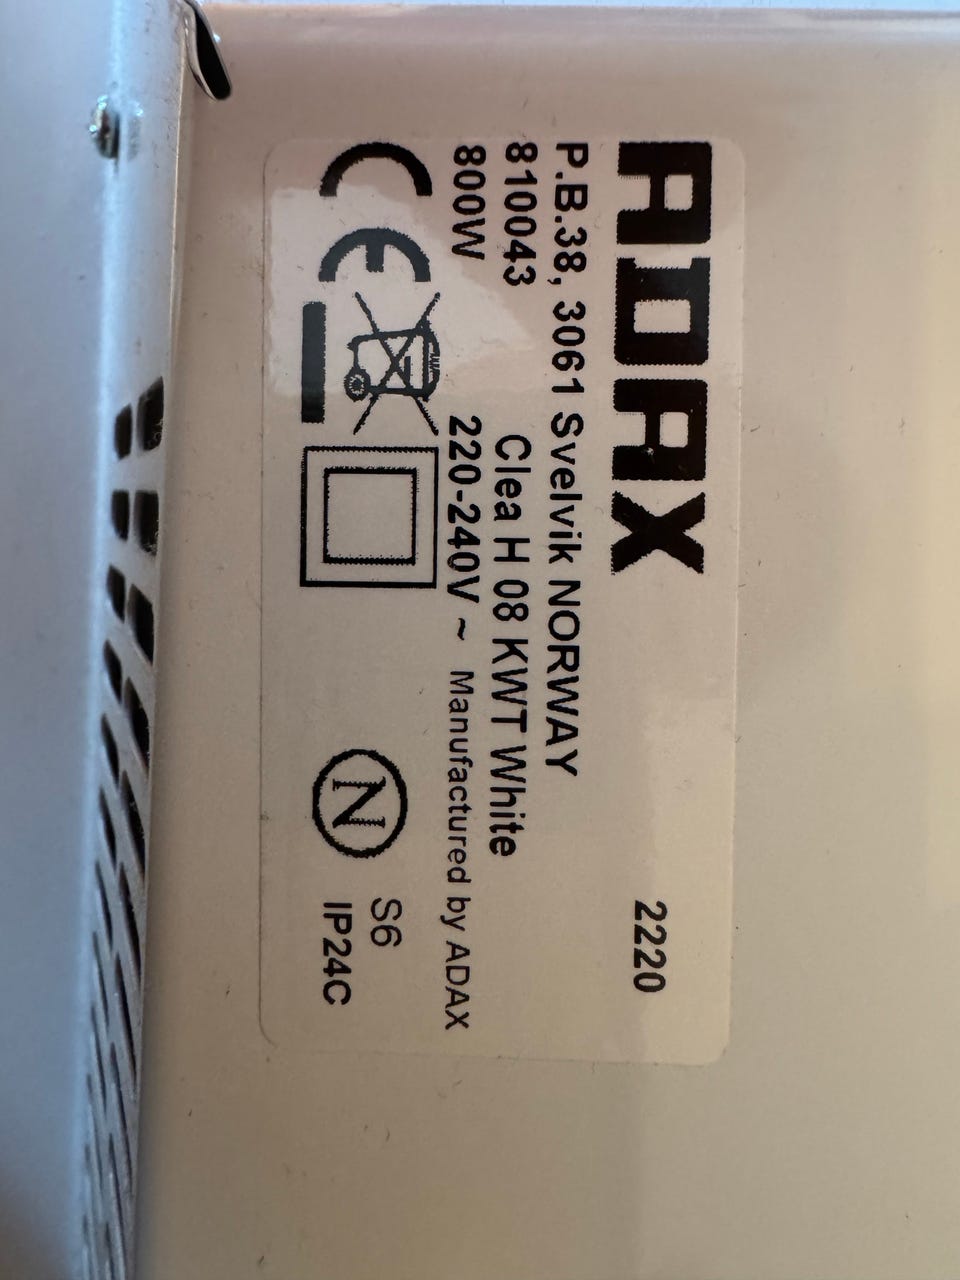 ADAX 2220
P.B.38, 3061 Svelvik NORWAY
810043 Clea H 08 KWT White
800W 220-240V ~ Manufactured by ADAX
CE N S6
IP24C